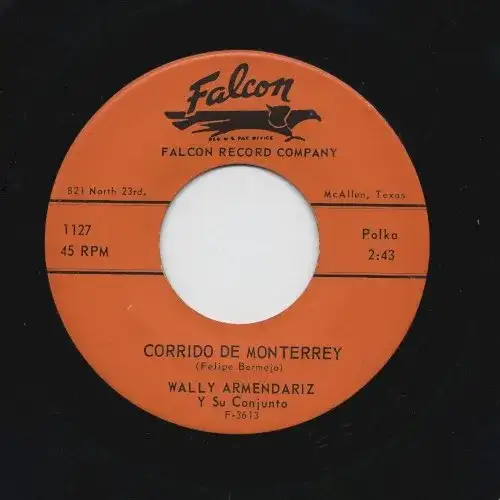 Falcon
REG U.S. PAT. OFFICE
FALCON RECORD COMPANY
821 North 23rd.
McAllen, Texas
1127
Polka
45 RPM
2:43
CORRIDO DE MONTERREY
(Felipe Bermejo)
WALLY ARMENDARIZ
Y Su Conjunto
F-3613